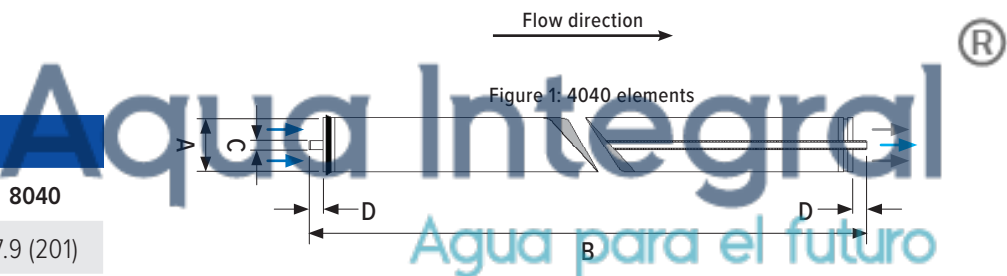 Flow direction
®
Aqua Integral
Figure 1: 4040 elements
A
C
8040
D
D
7.9 (201)
B
Agua para el futuro